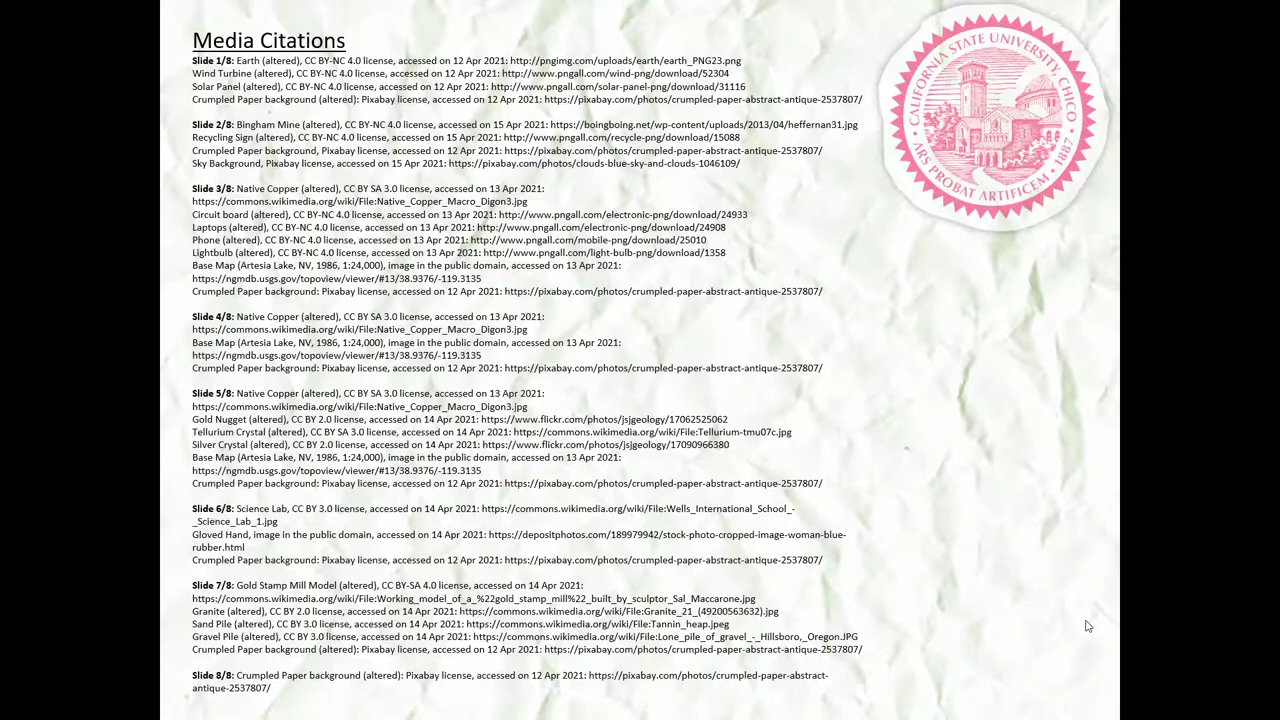 Media Citations
Slide 1/8: Earth (altered), CC BY-NC 4.0 license, accessed on 12 Apr 2021: http://pngimg.com/uploads/earth/earth_PNG23.png
Wind Turbine (altered), CC BY-NC 4.0 license, accessed on 12 Apr 2021: http://www.pngall.com/wind-png/download/52304
Solar Panel (altered), CC BY-NC 4.0 license, accessed on 12 Apr 2021: http://www.pngall.com/solar-panel-png/download/31116
Crumpled Paper background (altered): Pixabay license, accessed on 12 Apr 2021: https://pixabay.com/photos/crumpled-paper-abstract-antique-2537807/
Slide 2/8: Bingham Mine (altered), CC BY-NC 4.0 license, accessed on 15 Apr 2021: https://boingboing.net/wp-content/uploads/2013/04/heffernan31.jpg
Recycling Sign (altered), CC BY-NC 4.0 license, accessed on 15 Apr 2021: http://www.pngall.com/recycle-png/download/15088
Crumpled Paper background (altered): Pixabay license, accessed on 12 Apr 2021: https://pixabay.com/photos/crumpled-paper-abstract-antique-2537807/
Sky Background, Pixabay license, accessed on 15 Apr 2021: https://pixabay.com/photos/clouds-blue-sky-and-clouds-1046109/
Slide 3/8: Native Copper (altered), CC BY SA 3.0 license, accessed on 13 Apr 2021:
https://commons.wikimedia.org/wiki/File:Native_Copper_Macro_Digon3.jpg
Circuit board (altered), CC BY-NC 4.0 license, accessed on 13 Apr 2021: http://www.pngall.com/electronic-png/download/24933
Laptops (altered), CC BY-NC 4.0 license, accessed on 13 Apr 2021: http://www.pngall.com/electronic-png/download/24908
Phone (altered), CC BY-NC 4.0 license, accessed on 13 Apr 2021: http://www.pngall.com/mobile-png/download/25010
Lightbulb (altered), CC BY-NC 4.0 license, accessed on 13 Apr 2021: http://www.pngall.com/light-bulb-png/download/1358
Base Map (Artesia Lake, NV, 1986, 1:24,000), image in the public domain, accessed on 13 Apr 2021:
https://ngmdb.usgs.gov/topoview/viewer/#13/38.9376/-119.3135
Crumpled Paper background: Pixabay license, accessed on 12 Apr 2021: https://pixabay.com/photos/crumpled-paper-abstract-antique-2537807/
Slide 4/8: Native Copper (altered), CC BY SA 3.0 license, accessed on 13 Apr 2021:
https://commons.wikimedia.org/wiki/File:Native_Copper_Macro_Digon3.jpg
Base Map (Artesia Lake, NV, 1986, 1:24,000), image in the public domain, accessed on 13 Apr 2021:
https://ngmdb.usgs.gov/topoview/viewer/#13/38.9376/-119.3135
Crumpled Paper background: Pixabay license, accessed on 12 Apr 2021: https://pixabay.com/photos/crumpled-paper-abstract-antique-2537807/
Slide 5/8: Native Copper (altered), CC BY SA 3.0 license, accessed on 13 Apr 2021:
https://commons.wikimedia.org/wiki/File:Native_Copper_Macro_Digon3.jpg
Gold Nugget (altered), CC BY 2.0 license, accessed on 14 Apr 2021: https://www.flickr.com/photos/jsjgeology/17062525062
Tellurium Crystal (altered), CC BY SA 3.0 license, accessed on 14 Apr 2021: https://commons.wikimedia.org/wiki/File:Tellurium-tmu07c.jpg
Silver Crystal (altered), CC BY 2.0 license, accessed on 14 Apr 2021: https://www.flickr.com/photos/jsjgeology/17090966380
Base Map (Artesia Lake, NV, 1986, 1:24,000), image in the public domain, accessed on 13 Apr 2021:
https://ngmdb.usgs.gov/topoview/viewer/#13/38.9376/-119.3135
Crumpled Paper background: Pixabay license, accessed on 12 Apr 2021: https://pixabay.com/photos/crumpled-paper-abstract-antique-2537807/
Slide 6/8: Science Lab, CC BY 3.0 license, accessed on 14 Apr 2021: https://commons.wikimedia.org/wiki/File:Wells_International_School_-
_Science_Lab_1.jpg
Gloved Hand, image in the public domain, accessed on 14 Apr 2021: https://depositphotos.com/189979942/stock-photo-cropped-image-woman-blue-
rubber.html
Crumpled Paper background: Pixabay license, accessed on 12 Apr 2021: https://pixabay.com/photos/crumpled-paper-abstract-antique-2537807/
Slide 7/8: Gold Stamp Mill Model (altered), CC BY-SA 4.0 license, accessed on 14 Apr 2021:
https://commons.wikimedia.org/wiki/File:Working_model_of_a_%22gold_stamp_mill%22_built_by_sculptor_Sal_Maccarone.jpg
Granite (altered), CC BY 2.0 license, accessed on 14 Apr 2021: https://commons.wikimedia.org/wiki/File:Granite_21_(49200563632).jpg
Sand Pile (altered), CC BY 3.0 license, accessed on 14 Apr 2021: https://commons.wikimedia.org/wiki/File:Tannin_heap.jpeg
Gravel Pile (altered), CC BY 3.0 license, accessed on 14 Apr 2021: https://commons.wikimedia.org/wiki/File:Lone_pile_of_gravel_-_Hillsboro,_Oregon.JPG
Crumpled Paper background (altered): Pixabay license, accessed on 12 Apr 2021: https://pixabay.com/photos/crumpled-paper-abstract-antique-2537807/
Slide 8/8: Crumpled Paper background (altered): Pixabay license, accessed on 12 Apr 2021: https://pixabay.com/photos/crumpled-paper-abstract-
antique-2537807/
CALIFORNIA STATE UNIVERSITY, CHICO
ARS PROBAT ARTIFICEM • 1887